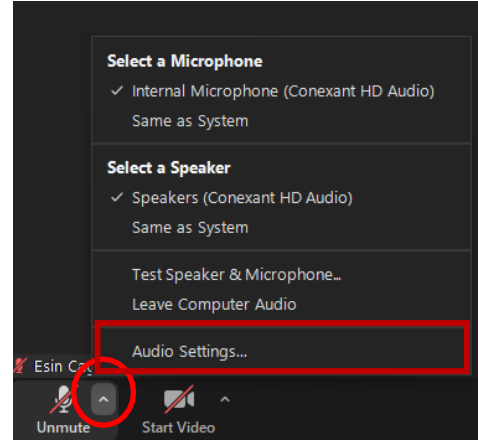 Select a Microphone
✓ Internal Microphone (Conexant HD Audio)
Same as System
Select a Speaker
✓ Speakers (Conexant HD Audio)
Same as System
Test Speaker & Microphone...
Leave Computer Audio
Audio Settings...
Esin
Unmute
Start Video